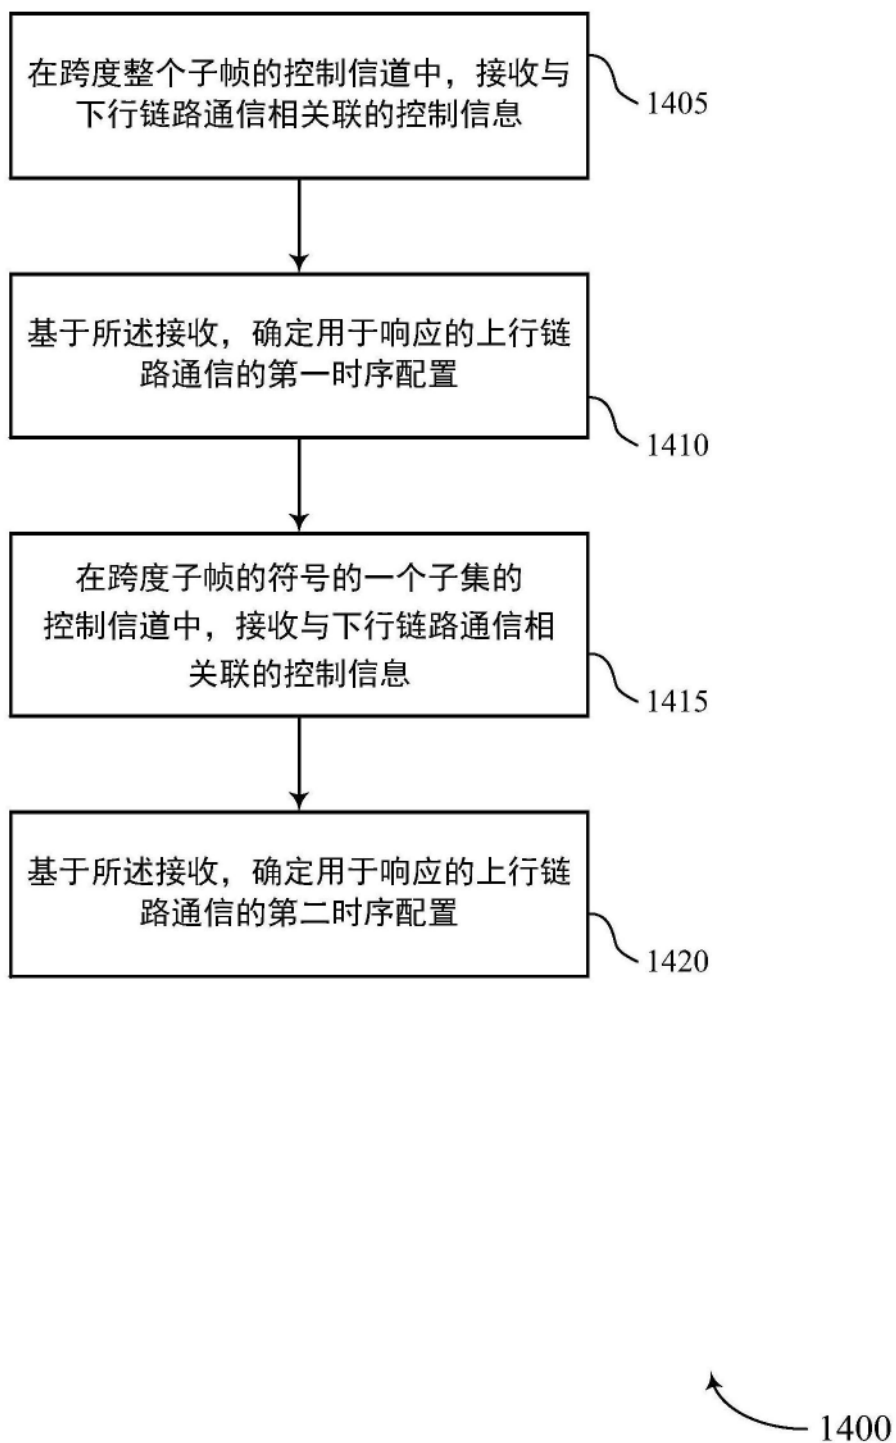 在跨度整个子帧的控制信道中，接收与
下行链路通信相关联的控制信息
1405
基于所述接收，确定用于响应的上行链
路通信的第一时序配置
1410
在跨度子帧的符号的一个子集的
控制信道中，接收与下行链路通信相
关联的控制信息
1415
基于所述接收，确定用于响应的上行链
路通信的第二时序配置
1420
1400